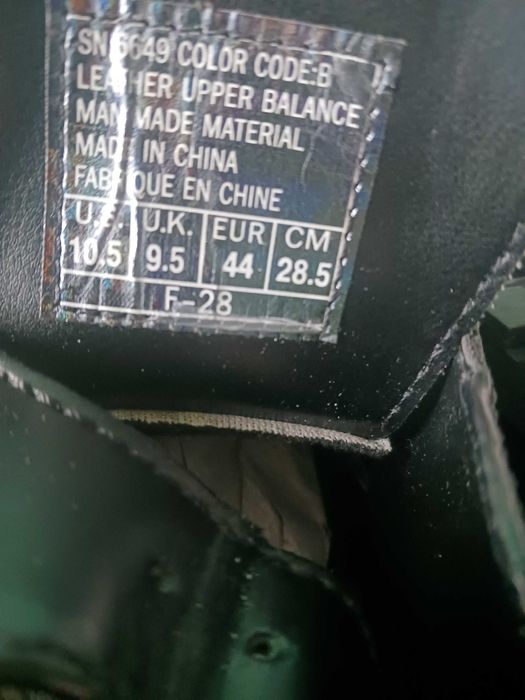 SN 6649 COLOR CODE:B
LEATHER UPPER BALANCE
MAN MADE MATERIAL
MADE IN CHINA
FABRIQUE EN CHINE
U.S. U.K. EUR CM
10.5 9.5 44 28.5
F-28